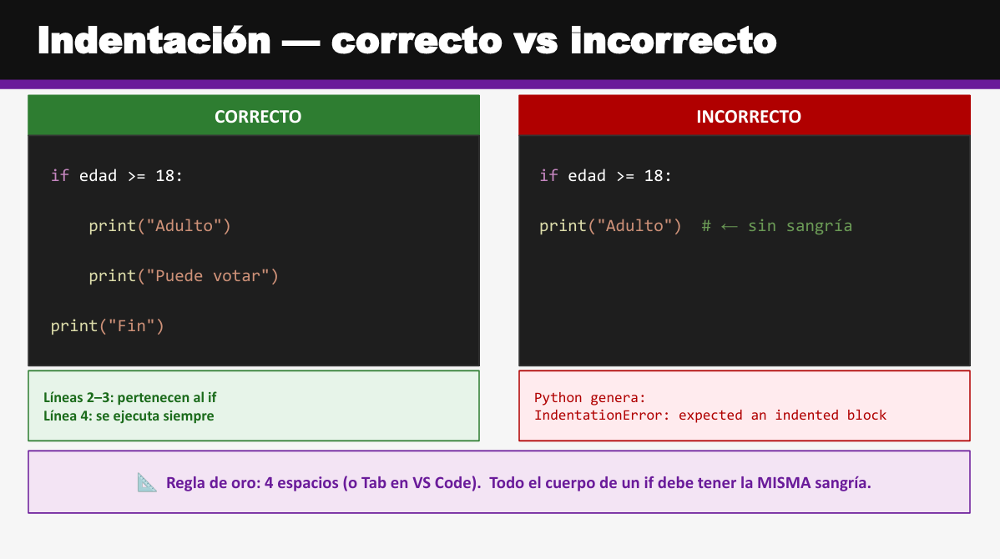 Indentación — correcto vs incorrecto
CORRECTO
if edad >= 18:
    print("Adulto")
    print("Puede votar")
print("Fin")
Líneas 2–3: pertenecen al if
Línea 4: se ejecuta siempre
INCORRECTO
if edad >= 18:
print("Adulto")  # ← sin sangría
Python genera:
IndentationError: expected an indented block
📐 Regla de oro: 4 espacios (o Tab en VS Code).  Todo el cuerpo de un if debe tener la MISMA sangría.